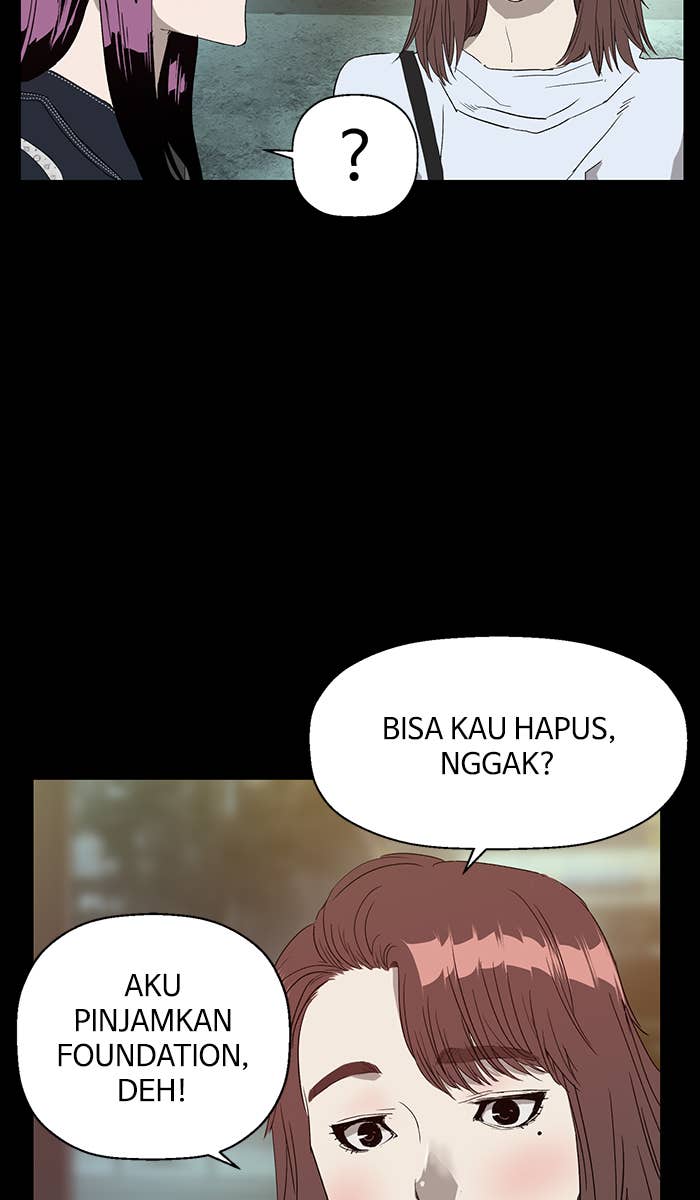 ?
BISA KAU HAPUS,
NGGAK?
AKU
PINJAMKAN
FOUNDATION,
DEH!